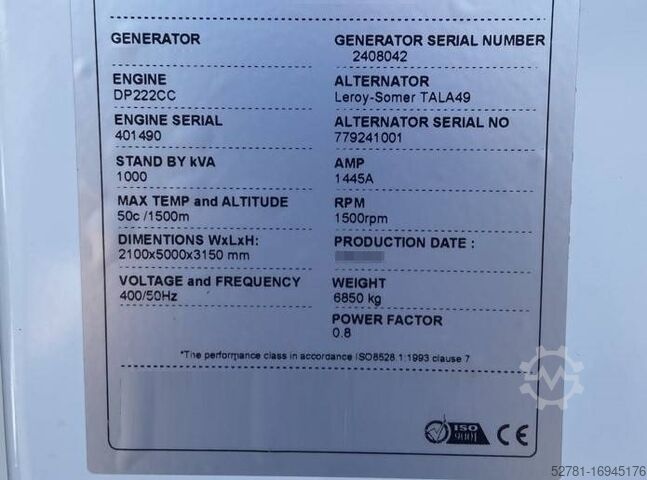 GENERATOR
GENERATOR SERIAL NUMBER
2408042
ENGINE
DP222CC
ALTERNATOR
Leroy-Somer TALA49
ENGINE SERIAL
401490
ALTERNATOR SERIAL NO
779241001
STAND BY kVA
1000
AMP
1445A
MAX TEMP and ALTITUDE
50c /1500m
RPM
1500rpm
DIMENTIONS WxLxH:
2100x5000x3150 mm
PRODUCTION DATE :
VOLTAGE and FREQUENCY
400/50Hz
WEIGHT
6850 kg
POWER FACTOR
0.8
*The performance class in accordance ISO8528.1:1993 clause 7
ISO
9001
CE
52781-16945176